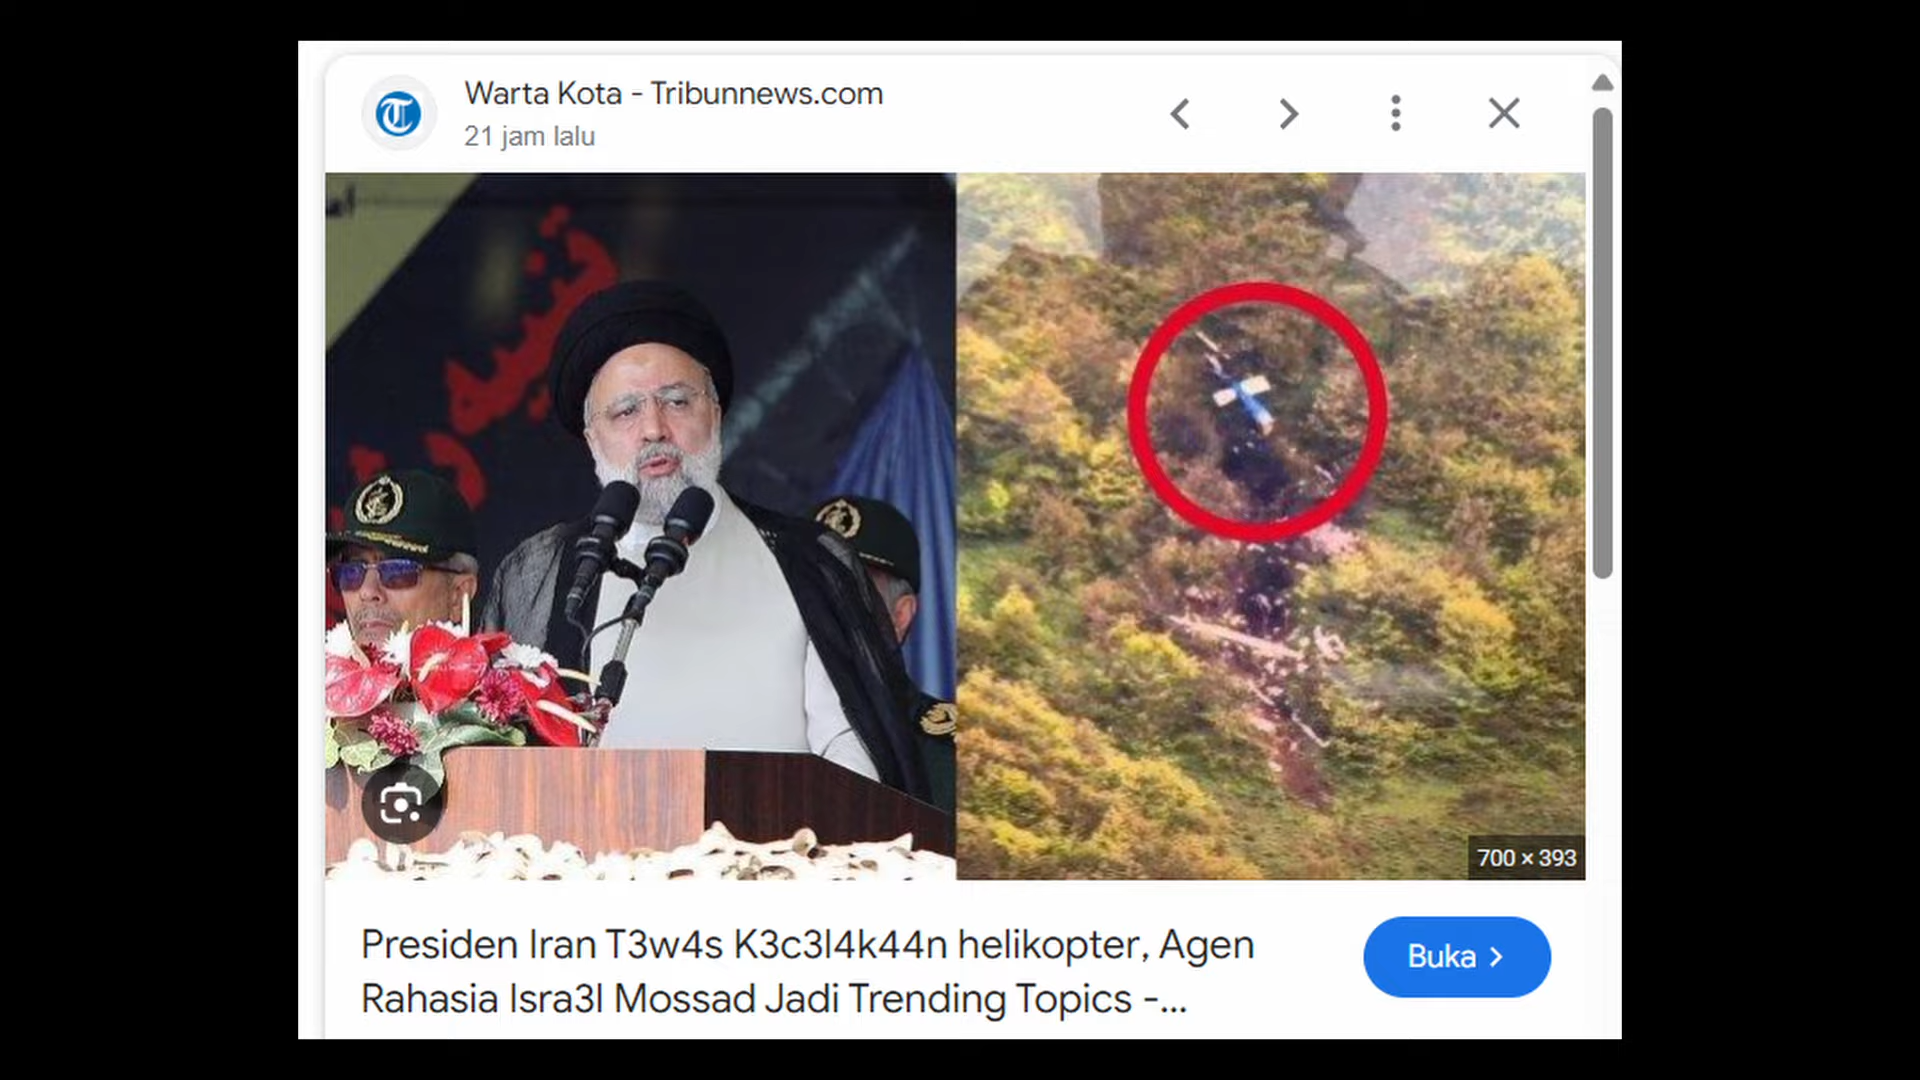 Warta Kota - Tribunnews.com
21 jam lalu
700 × 393
Presiden Iran T3w4s K3c3l4k44n helikopter, Agen
Rahasia Isra3l Mossad Jadi Trending Topics -...
Buka